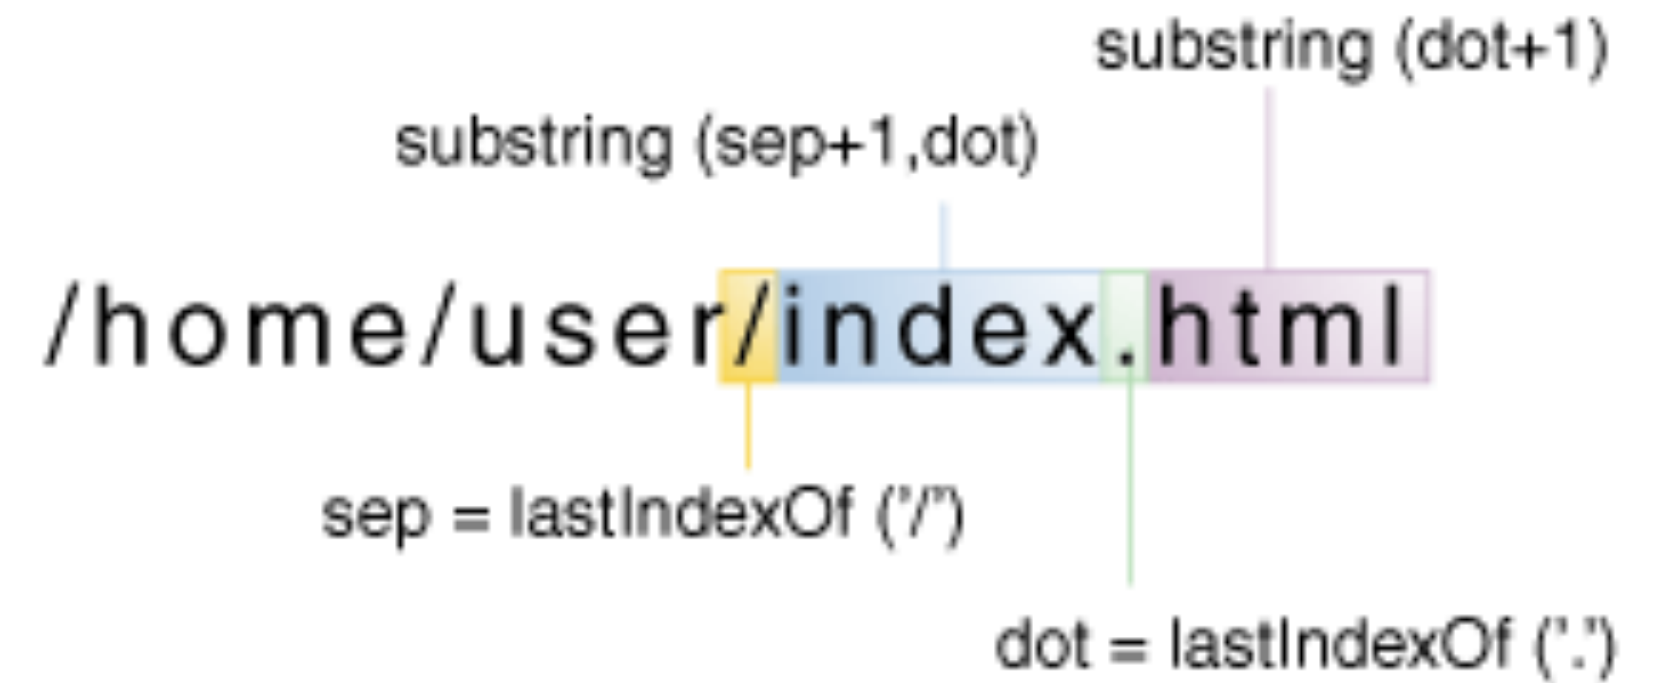 substring (dot+1)
substring (sep+1,dot)
/home/user/index.html
sep = lastIndexOf ('/')
dot = lastIndexOf ('.')